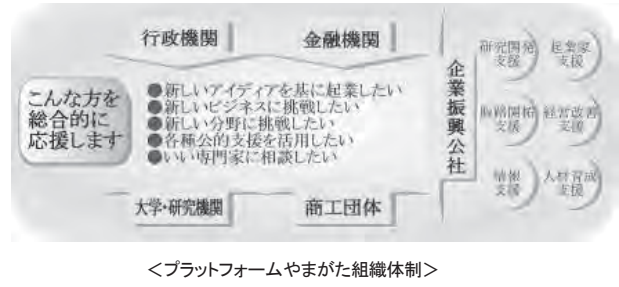 行政機関
金融機関
こんな方を
総合的に
応援します
●新しいアイディアを基に起業したい
●新しいビジネスに挑戦したい
●新しい分野に挑戦したい
●各種公的支援を活用したい
●いい専門家に相談したい
大学・研究機関
商工団体
企業振興公社
研究開発
支援
起業家
支援
販路開拓
支援
経営改善
支援
情報
支援
人材育成
支援
＜プラットフォームやまがた組織体制＞